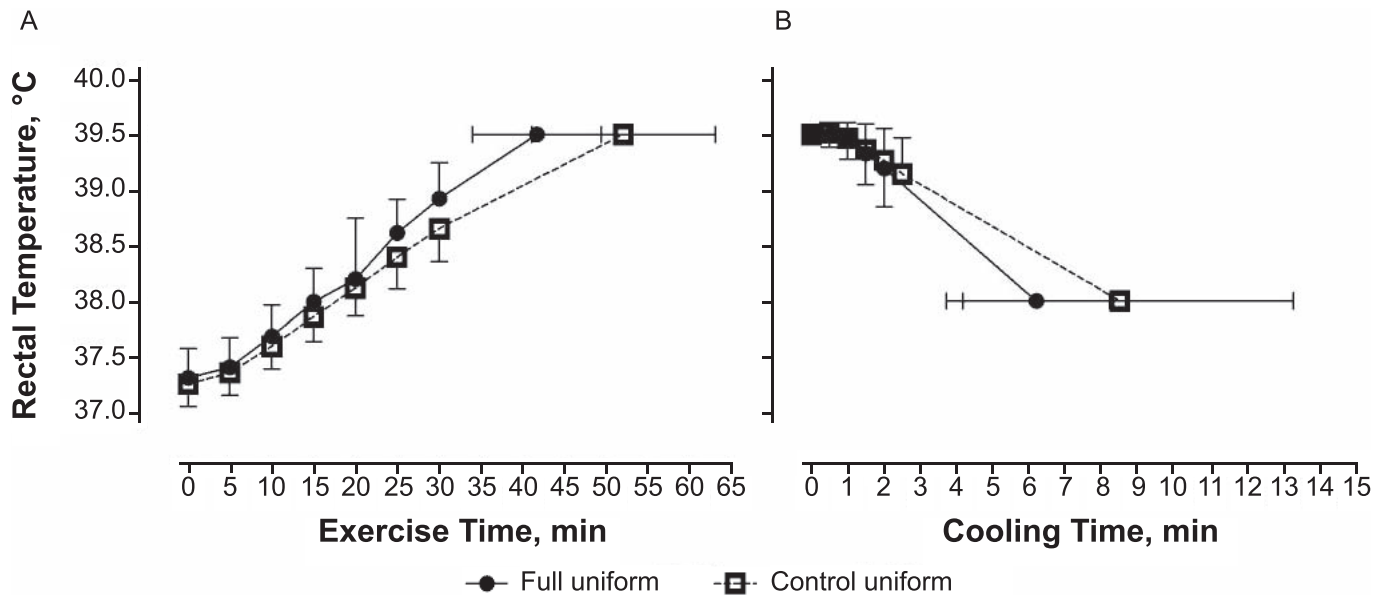 A
B
Rectal Temperature, °C
40.0
39.5
39.0
38.5
38.0
37.5
37.0
0 5 10 15 20 25 30 35 40 45 50 55 60 65
0 1 2 3 4 5 6 7 8 9 10 11 12 13 14 15
Exercise Time, min
Cooling Time, min
Full uniform
Control uniform